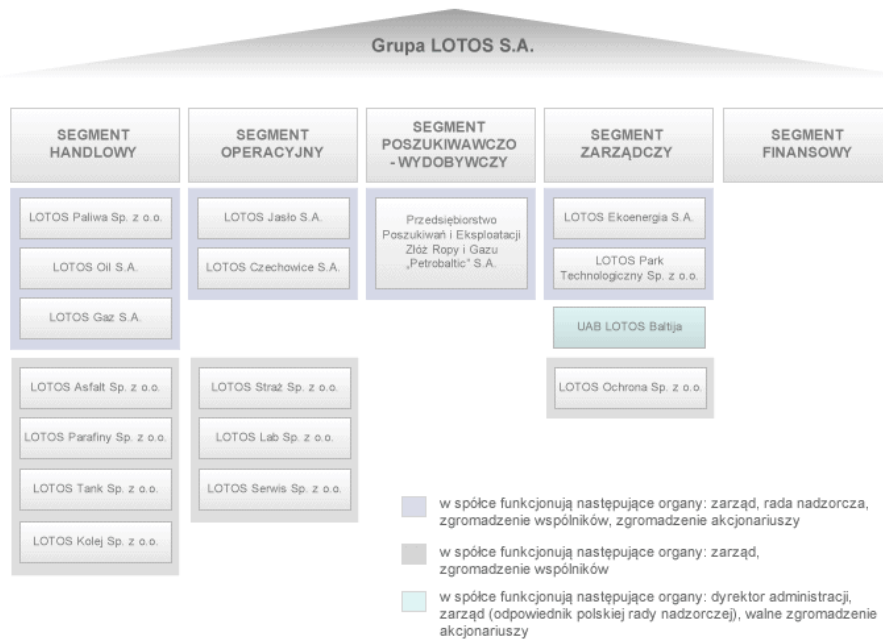 Grupa LOTOS S.A.
SEGMENT
HANDLOWY
SEGMENT
OPERACYJNY
SEGMENT
POSZUKIWAWCZO
- WYDOBYWCZY
SEGMENT
ZARZĄDCZY
SEGMENT
FINANSOWY
LOTOS Paliwa Sp. z o.o.
LOTOS Oil S.A.
LOTOS Gaz S.A.
LOTOS Asfalt Sp. z o.o.
LOTOS Parafiny Sp. z o.o.
LOTOS Tank Sp. z o.o.
LOTOS Kolej Sp. z o.o.
LOTOS Jasło S.A.
LOTOS Czechowice S.A.
LOTOS Straż Sp. z o.o.
LOTOS Lab Sp. z o.o.
LOTOS Serwis Sp. z o.o.
Przedsiębiorstwo
Poszukiwań i Eksploatacji
Złóż Ropy i Gazu
„Petrobaltic" S.A.
LOTOS Ekoenergia S.A.
LOTOS Park
Technologiczny Sp. z o.o.
UAB LOTOS Baltija
LOTOS Ochrona Sp. z o.o.
w spółce funkcjonują następujące organy: zarząd, rada nadzorcza,
zgromadzenie wspólników, zgromadzenie akcjonariuszy
w spółce funkcjonują następujące organy: zarząd,
zgromadzenie wspólników
w spółce funkcjonują następujące organy: dyrektor administracji,
zarząd (odpowiednik polskiej rady nadzorczej), walne zgromadzenie
akcjonariuszy